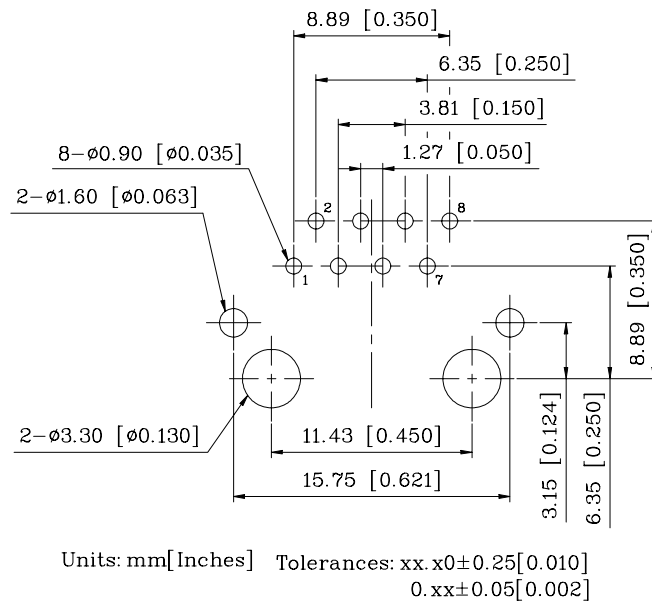 8.89 [0.350]
6.35 [0.250]
3.81 [0.150]
8-ø0.90 [ø0.035]
1.27 [0.050]
2-ø1.60 [ø0.063]
2
8
1
7
8.89 [0.350]
2-ø3.30 [ø0.130]
11.43 [0.450]
3.15 [0.124]
6.35 [0.250]
15.75 [0.621]
Units: mm[Inches] Tolerances: xx.x0±0.25[0.010]
0.xx±0.05[0.002]